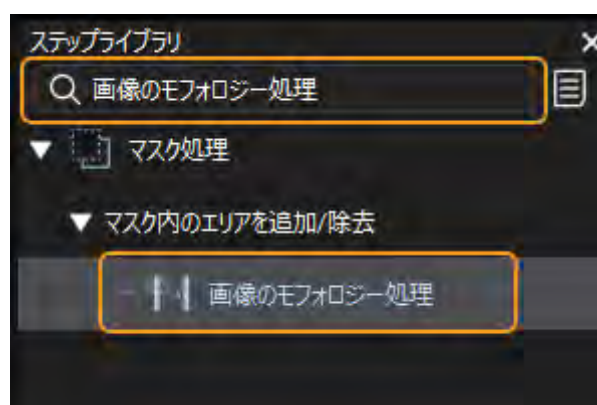 ステップライブラリ
画像のモフォロジー処理
マスク処理
マスク内のエリアを追加/除去
画像のモフォロジー処理